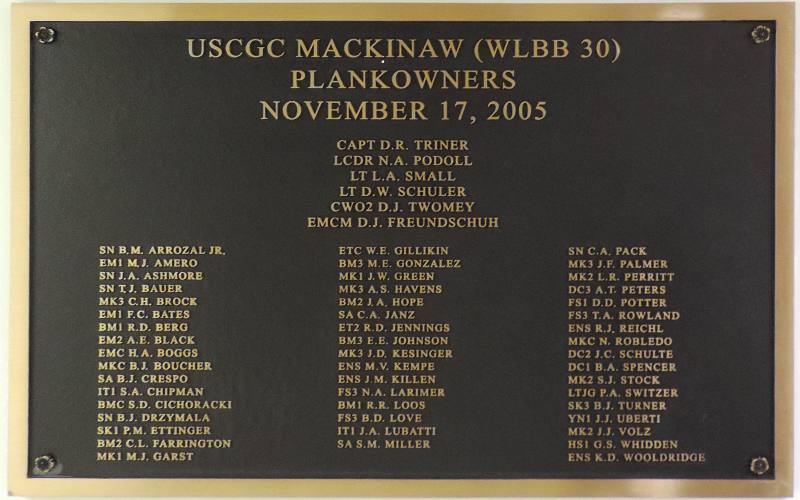 USCGC MACKINAW (WLBB 30)
PLANKOWNERS
NOVEMBER 17, 2005
CAPT D.R. TRINER
LCDR N.A. PODOLL
LT L.A. SMALL
LT D.W. SCHULER
CWO2 D.J. TWOMEY
EMCM D.J. FREUNDSCHUH
SN B.M. ARROZAL JR.
EM1 M.J. AMERO
SN J.A. ASHMORE
SN T.J. BAUER
MK3 C.H. BROCK
EM1 F.C. BATES
BM1 R.D. BERG
EM2 A.E. BLACK
EMC H.A. BOGGS
MKC B.J. BOUCHER
SA B.J. CRESPO
IT1 S.A. CHIPMAN
BMC S.D. CICHORACKI
SN B.J. DRZYMALA
SK1 P.M. ETTINGER
BM2 C.L. FARRINGTON
MK1 M.J. GARST
ETC W.E. GILLIKIN
BM3 M.E. GONZALEZ
MK1 J.W. GREEN
MK3 A.S. HAVENS
BM2 J.A. HOPE
SA C.A. JANZ
ET2 R.D. JENNINGS
BM3 E.E. JOHNSON
MK3 J.D. KESINGER
ENS M.V. KEMPE
ENS J.M. KILLEN
FS3 N.A. LARIMER
BM1 R.R. LOOS
FS3 B.D. LOVE
IT1 J.A. LUBATTI
SA S.M. MILLER
SN C.A. PACK
MK3 J.F. PALMER
MK2 L.R. PERRITT
DC3 A.T. PETERS
FS1 D.D. POTTER
FS3 T.A. ROWLAND
ENS R.J. REICHL
MKC N. ROBLEDO
DC2 J.C. SCHULTE
DC1 B.A. SPENCER
MK2 S.J. STOCK
LTJG P.A. SWITZER
SK3 B.J. TURNER
YN1 J.J. UBERTI
MK2 J.J. VOLZ
HS1 G.S. WHIDDEN
ENS K.D. WOOLDRIDGE